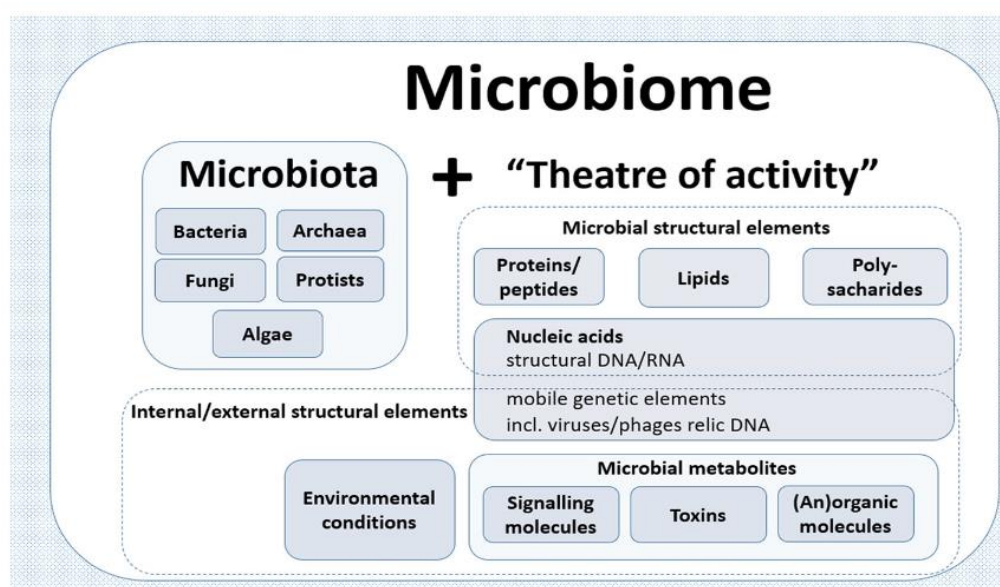 Microbiome
Microbiota + “Theatre of activity”
Bacteria
Archaea
Fungi
Protists
Algae
Microbial structural elements
Proteins/
peptides
Lipids
Poly-
sacharides
Nucleic acids
structural DNA/RNA
mobile genetic elements
incl. viruses/phages relic DNA
Internal/external structural elements
Environmental
conditions
Microbial metabolites
Signalling
molecules
Toxins
(An)organic
molecules